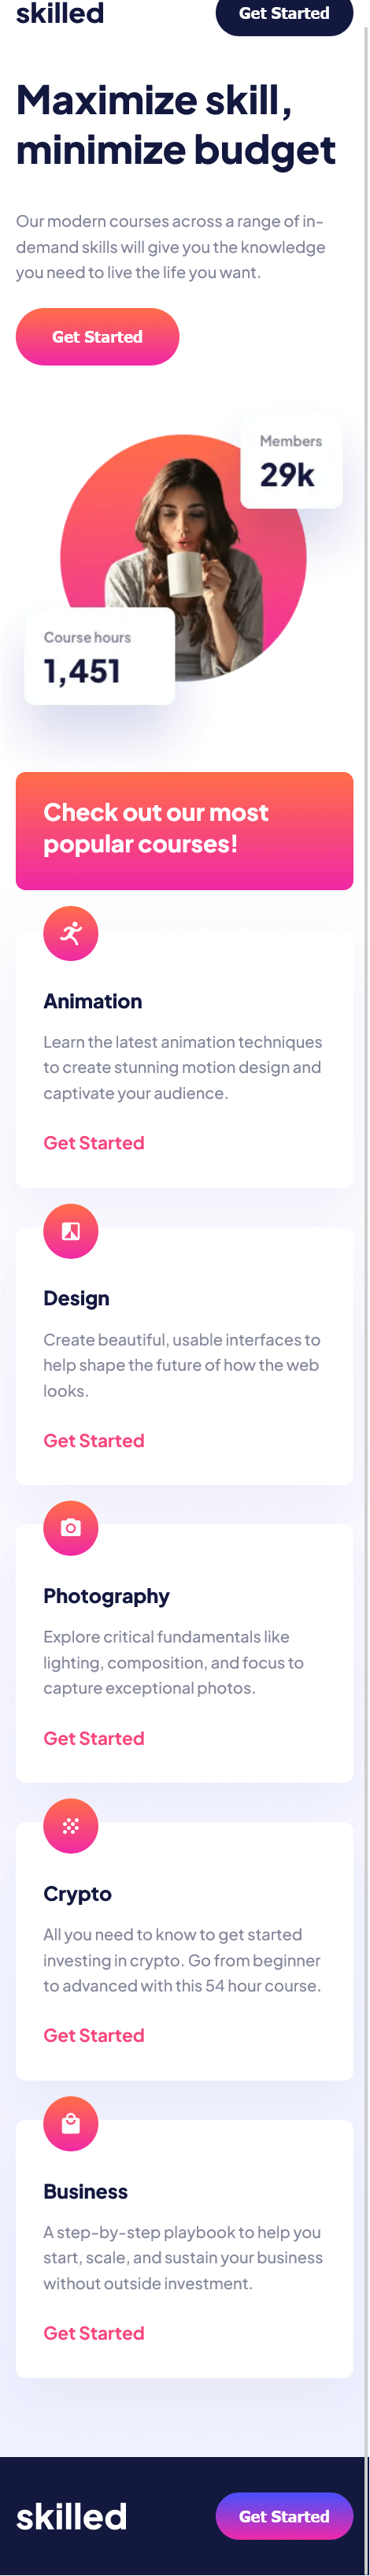 skilled
Get Started
Maximize skill,
minimize budget
Our modern courses across a range of in-
demand skills will give you the knowledge
you need to live the life you want.
Get Started
Members
29k
Course hours
1,451
Check out our most
popular courses!
Animation
Learn the latest animation techniques
to create stunning motion design and
captivate your audience.
Get Started
Design
Create beautiful, usable interfaces to
help shape the future of how the web
looks.
Get Started
Photography
Explore critical fundamentals like
lighting, composition, and focus to
capture exceptional photos.
Get Started
Crypto
All you need to know to get started
investing in crypto. Go from beginner
to advanced with this 54 hour course.
Get Started
Business
A step-by-step playbook to help you
start, scale, and sustain your business
without outside investment.
Get Started
skilled
Get Started